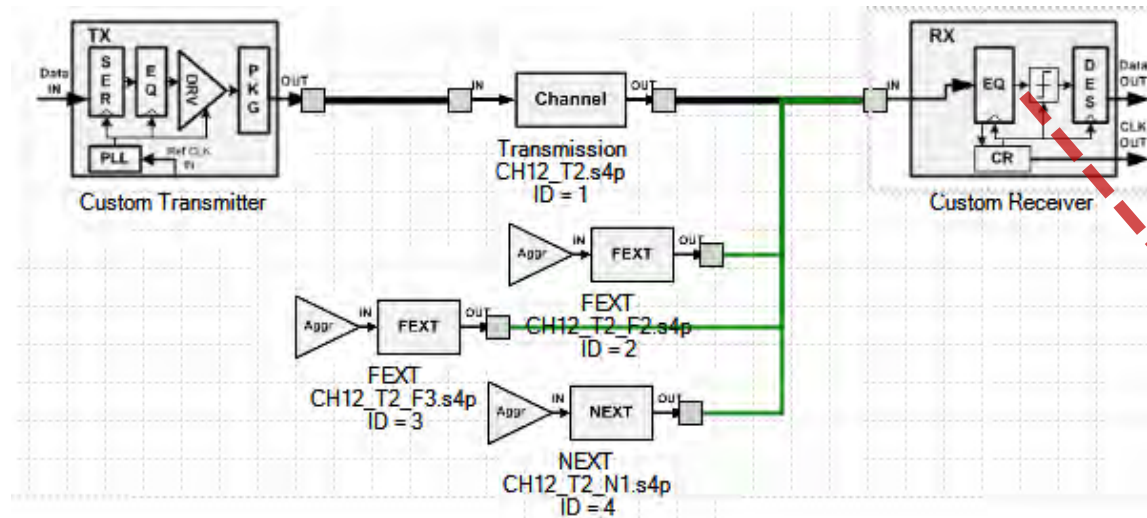 TX
SER
EQ
DRV
PKG
PLL
Data
IN
Ref CLK
IN
OUT
Custom Transmitter
IN
Channel
OUT
Transmission
CH12_T2.s4p
ID = 1
IN
RX
EQ
DES
CR
Data
OUT
CLK
OUT
Custom Receiver
Aggr
IN
FEXT
OUT
FEXT
CH12_T2_F2.s4p
ID = 2
Aggr
IN
FEXT
OUT
FEXT
CH12_T2_F3.s4p
ID = 3
Aggr
IN
NEXT
OUT
NEXT
CH12_T2_N1.s4p
ID = 4